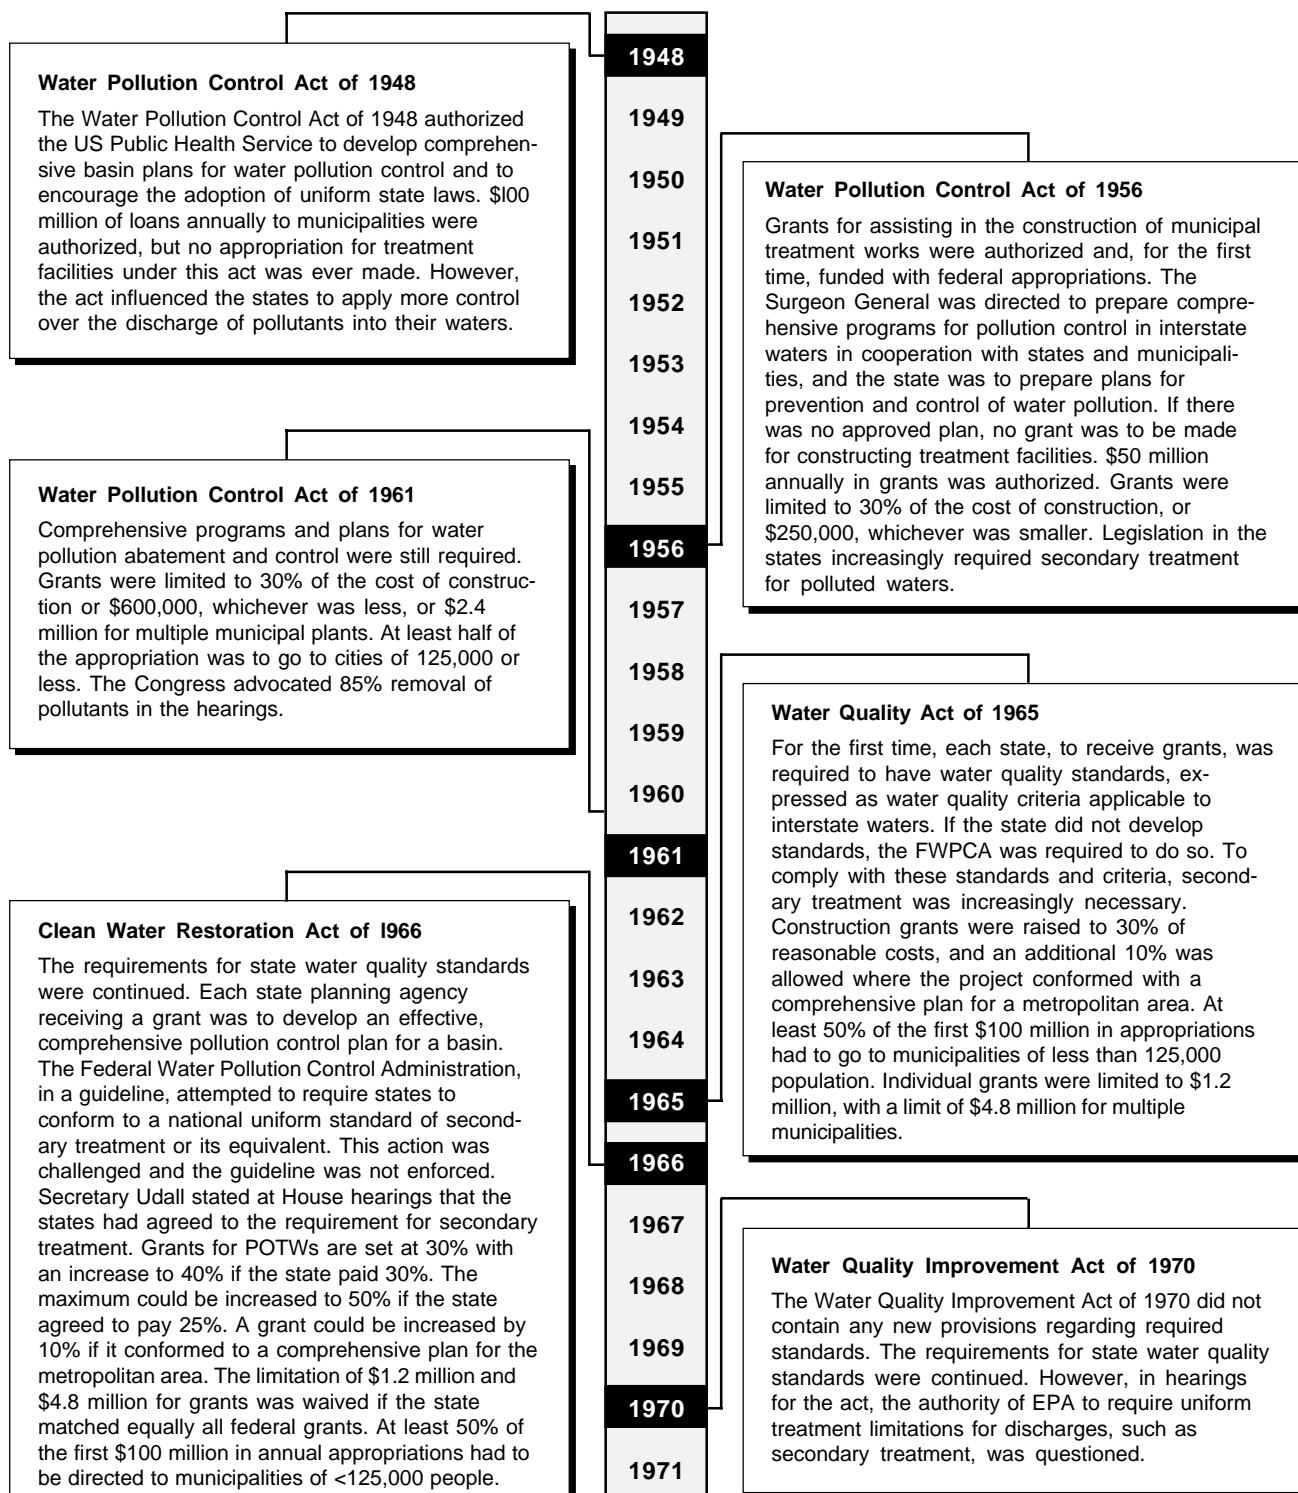 Water Pollution Control Act of 1948
The Water Pollution Control Act of 1948 authorized
the US Public Health Service to develop comprehen-
sive basin plans for water pollution control and to
encourage the adoption of uniform state laws. $l00
million of loans annually to municipalities were
authorized, but no appropriation for treatment
facilities under this act was ever made. However,
the act influenced the states to apply more control
over the discharge of pollutants into their waters.
Water Pollution Control Act of 1961
Comprehensive programs and plans for water
pollution abatement and control were still required.
Grants were limited to 30% of the cost of construc-
tion or $600,000, whichever was less, or $2.4
million for multiple municipal plants. At least half of
the appropriation was to go to cities of 125,000 or
less. The Congress advocated 85% removal of
pollutants in the hearings.
Clean Water Restoration Act of l966
The requirements for state water quality standards
were continued. Each state planning agency
receiving a grant was to develop an effective,
comprehensive pollution control plan for a basin.
The Federal Water Pollution Control Administration,
in a guideline, attempted to require states to
conform to a national uniform standard of second-
ary treatment or its equivalent. This action was
challenged and the guideline was not enforced.
Secretary Udall stated at House hearings that the
states had agreed to the requirement for secondary
treatment. Grants for POTWs are set at 30% with
an increase to 40% if the state paid 30%. The
maximum could be increased to 50% if the state
agreed to pay 25%. A grant could be increased by
10% if it conformed to a comprehensive plan for the
metropolitan area. The limitation of $1.2 million and
$4.8 million for grants was waived if the state
matched equally all federal grants. At least 50% of
the first $100 million in annual appropriations had to
be directed to municipalities of <125,000 people.
1948
1949
1950
1951
1952
1953
1954
1955
1956
1957
1958
1959
1960
1961
1962
1963
1964
1965
1966
1967
1968
1969
1970
1971
Water Pollution Control Act of 1956
Grants for assisting in the construction of municipal
treatment works were authorized and, for the first
time, funded with federal appropriations. The
Surgeon General was directed to prepare compre-
hensive programs for pollution control in interstate
waters in cooperation with states and municipali-
ties, and the state was to prepare plans for
prevention and control of water pollution. If there
was no approved plan, no grant was to be made
for constructing treatment facilities. $50 million
annually in grants was authorized. Grants were
limited to 30% of the cost of construction, or
$250,000, whichever was smaller. Legislation in the
states increasingly required secondary treatment
for polluted waters.
Water Quality Act of 1965
For the first time, each state, to receive grants, was
required to have water quality standards, ex-
pressed as water quality criteria applicable to
interstate waters. If the state did not develop
standards, the FWPCA was required to do so. To
comply with these standards and criteria, second-
ary treatment was increasingly necessary.
Construction grants were raised to 30% of
reasonable costs, and an additional 10% was
allowed where the project conformed with a
comprehensive plan for a metropolitan area. At
least 50% of the first $100 million in appropriations
had to go to municipalities of less than 125,000
population. Individual grants were limited to $1.2
million, with a limit of $4.8 million for multiple
municipalities.
Water Quality Improvement Act of 1970
The Water Quality Improvement Act of 1970 did not
contain any new provisions regarding required
standards. The requirements for state water quality
standards were continued. However, in hearings
for the act, the authority of EPA to require uniform
treatment limitations for discharges, such as
secondary treatment, was questioned.